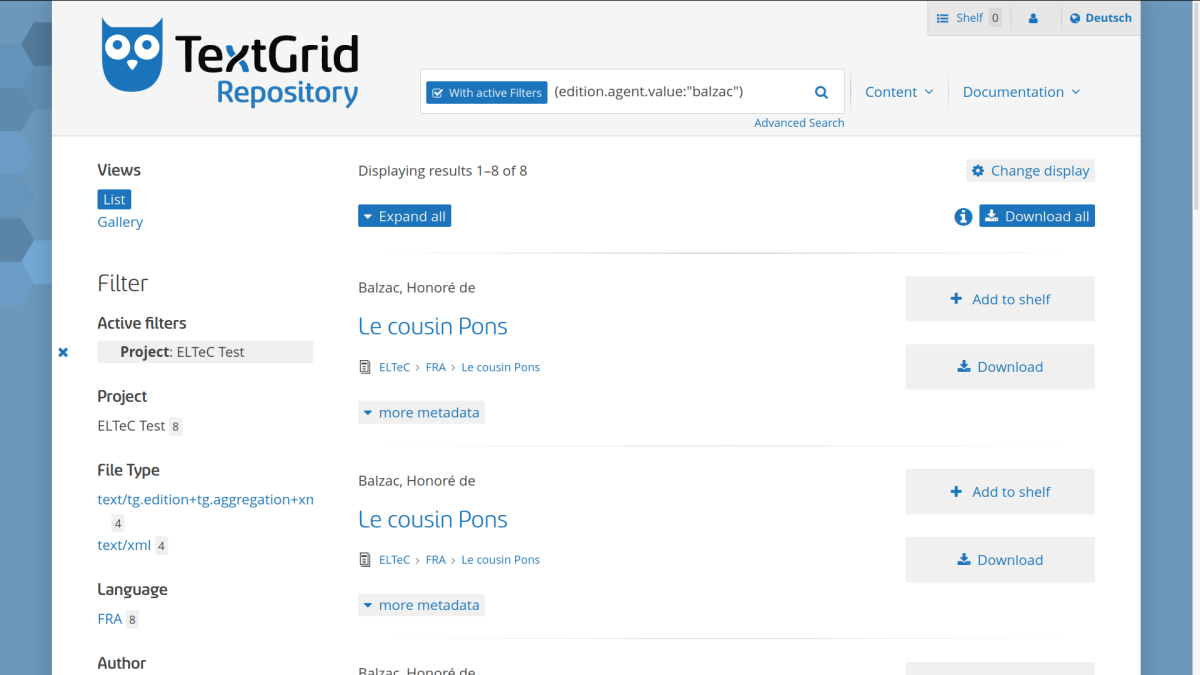 Shelf 0
Deutsch
TextGrid
Repository
With active Filters
(edition.agent.value:"balzac")
Content
Documentation
Advanced Search
Views
List
Gallery
Filter
Active filters
Project: ELTeC Test
Project
ELTeC Test 8
File Type
text/tg.edition+tg.aggregation+xm
4
text/xml 4
Language
FRA 8
Author
Displaying results 1–8 of 8
Change display
Expand all
Download all
Balzac, Honoré de
Le cousin Pons
ELTeC > FRA > Le cousin Pons
more metadata
Add to shelf
Download
Balzac, Honoré de
Le cousin Pons
ELTeC > FRA > Le cousin Pons
more metadata
Add to shelf
Download
Balzac, Honoré de